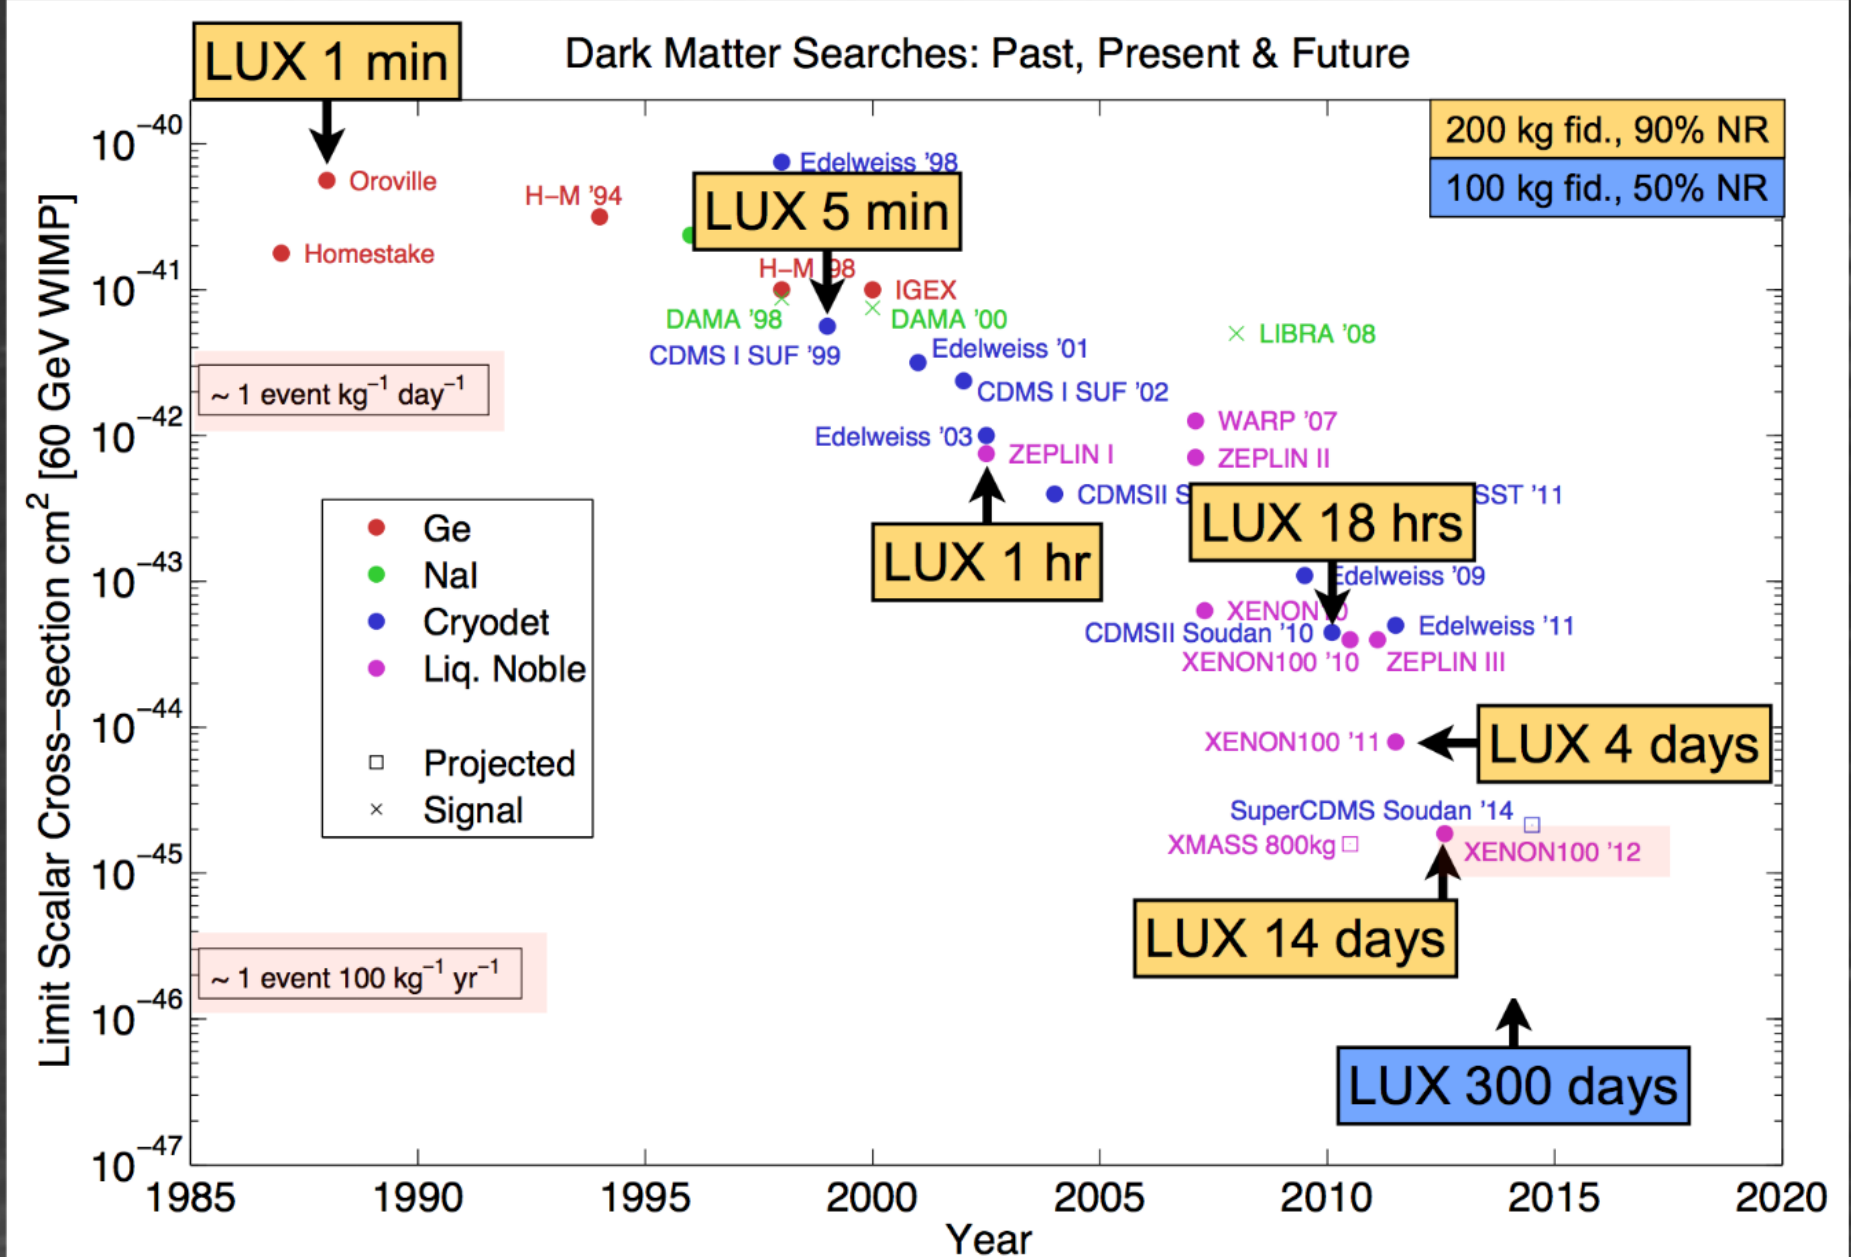 LUX 1 min
Dark Matter Searches: Past, Present & Future
200 kg fid., 90% NR
100 kg fid., 50% NR
Limit Scalar Cross−section cm² [60 GeV WIMP]
10⁻⁴⁰
10⁻⁴¹
10⁻⁴²
10⁻⁴³
10⁻⁴⁴
10⁻⁴⁵
10⁻⁴⁶
10⁻⁴⁷
Edelweiss '98
Oroville
H−M '94
LUX 5 min
Homestake
H−M '98
IGEX
DAMA '98
DAMA '00
LIBRA '08
CDMS I SUF '99
Edelweiss '01
~ 1 event kg⁻¹ day⁻¹
CDMS I SUF '02
WARP '07
Edelweiss '03
ZEPLIN I
ZEPLIN II
CDMSII S
SST '11
LUX 18 hrs
LUX 1 hr
Ge
NaI
Cryodet
Liq. Noble
Projected
Signal
Edelweiss '09
XENON10
CDMSII Soudan '10
Edelweiss '11
XENON100 '10
ZEPLIN III
XENON100 '11
LUX 4 days
SuperCDMS Soudan '14
XMASS 800kg
XENON100 '12
LUX 14 days
~ 1 event 100 kg⁻¹ yr⁻¹
LUX 300 days
1985
1990
1995
2000
2005
2010
2015
2020
Year